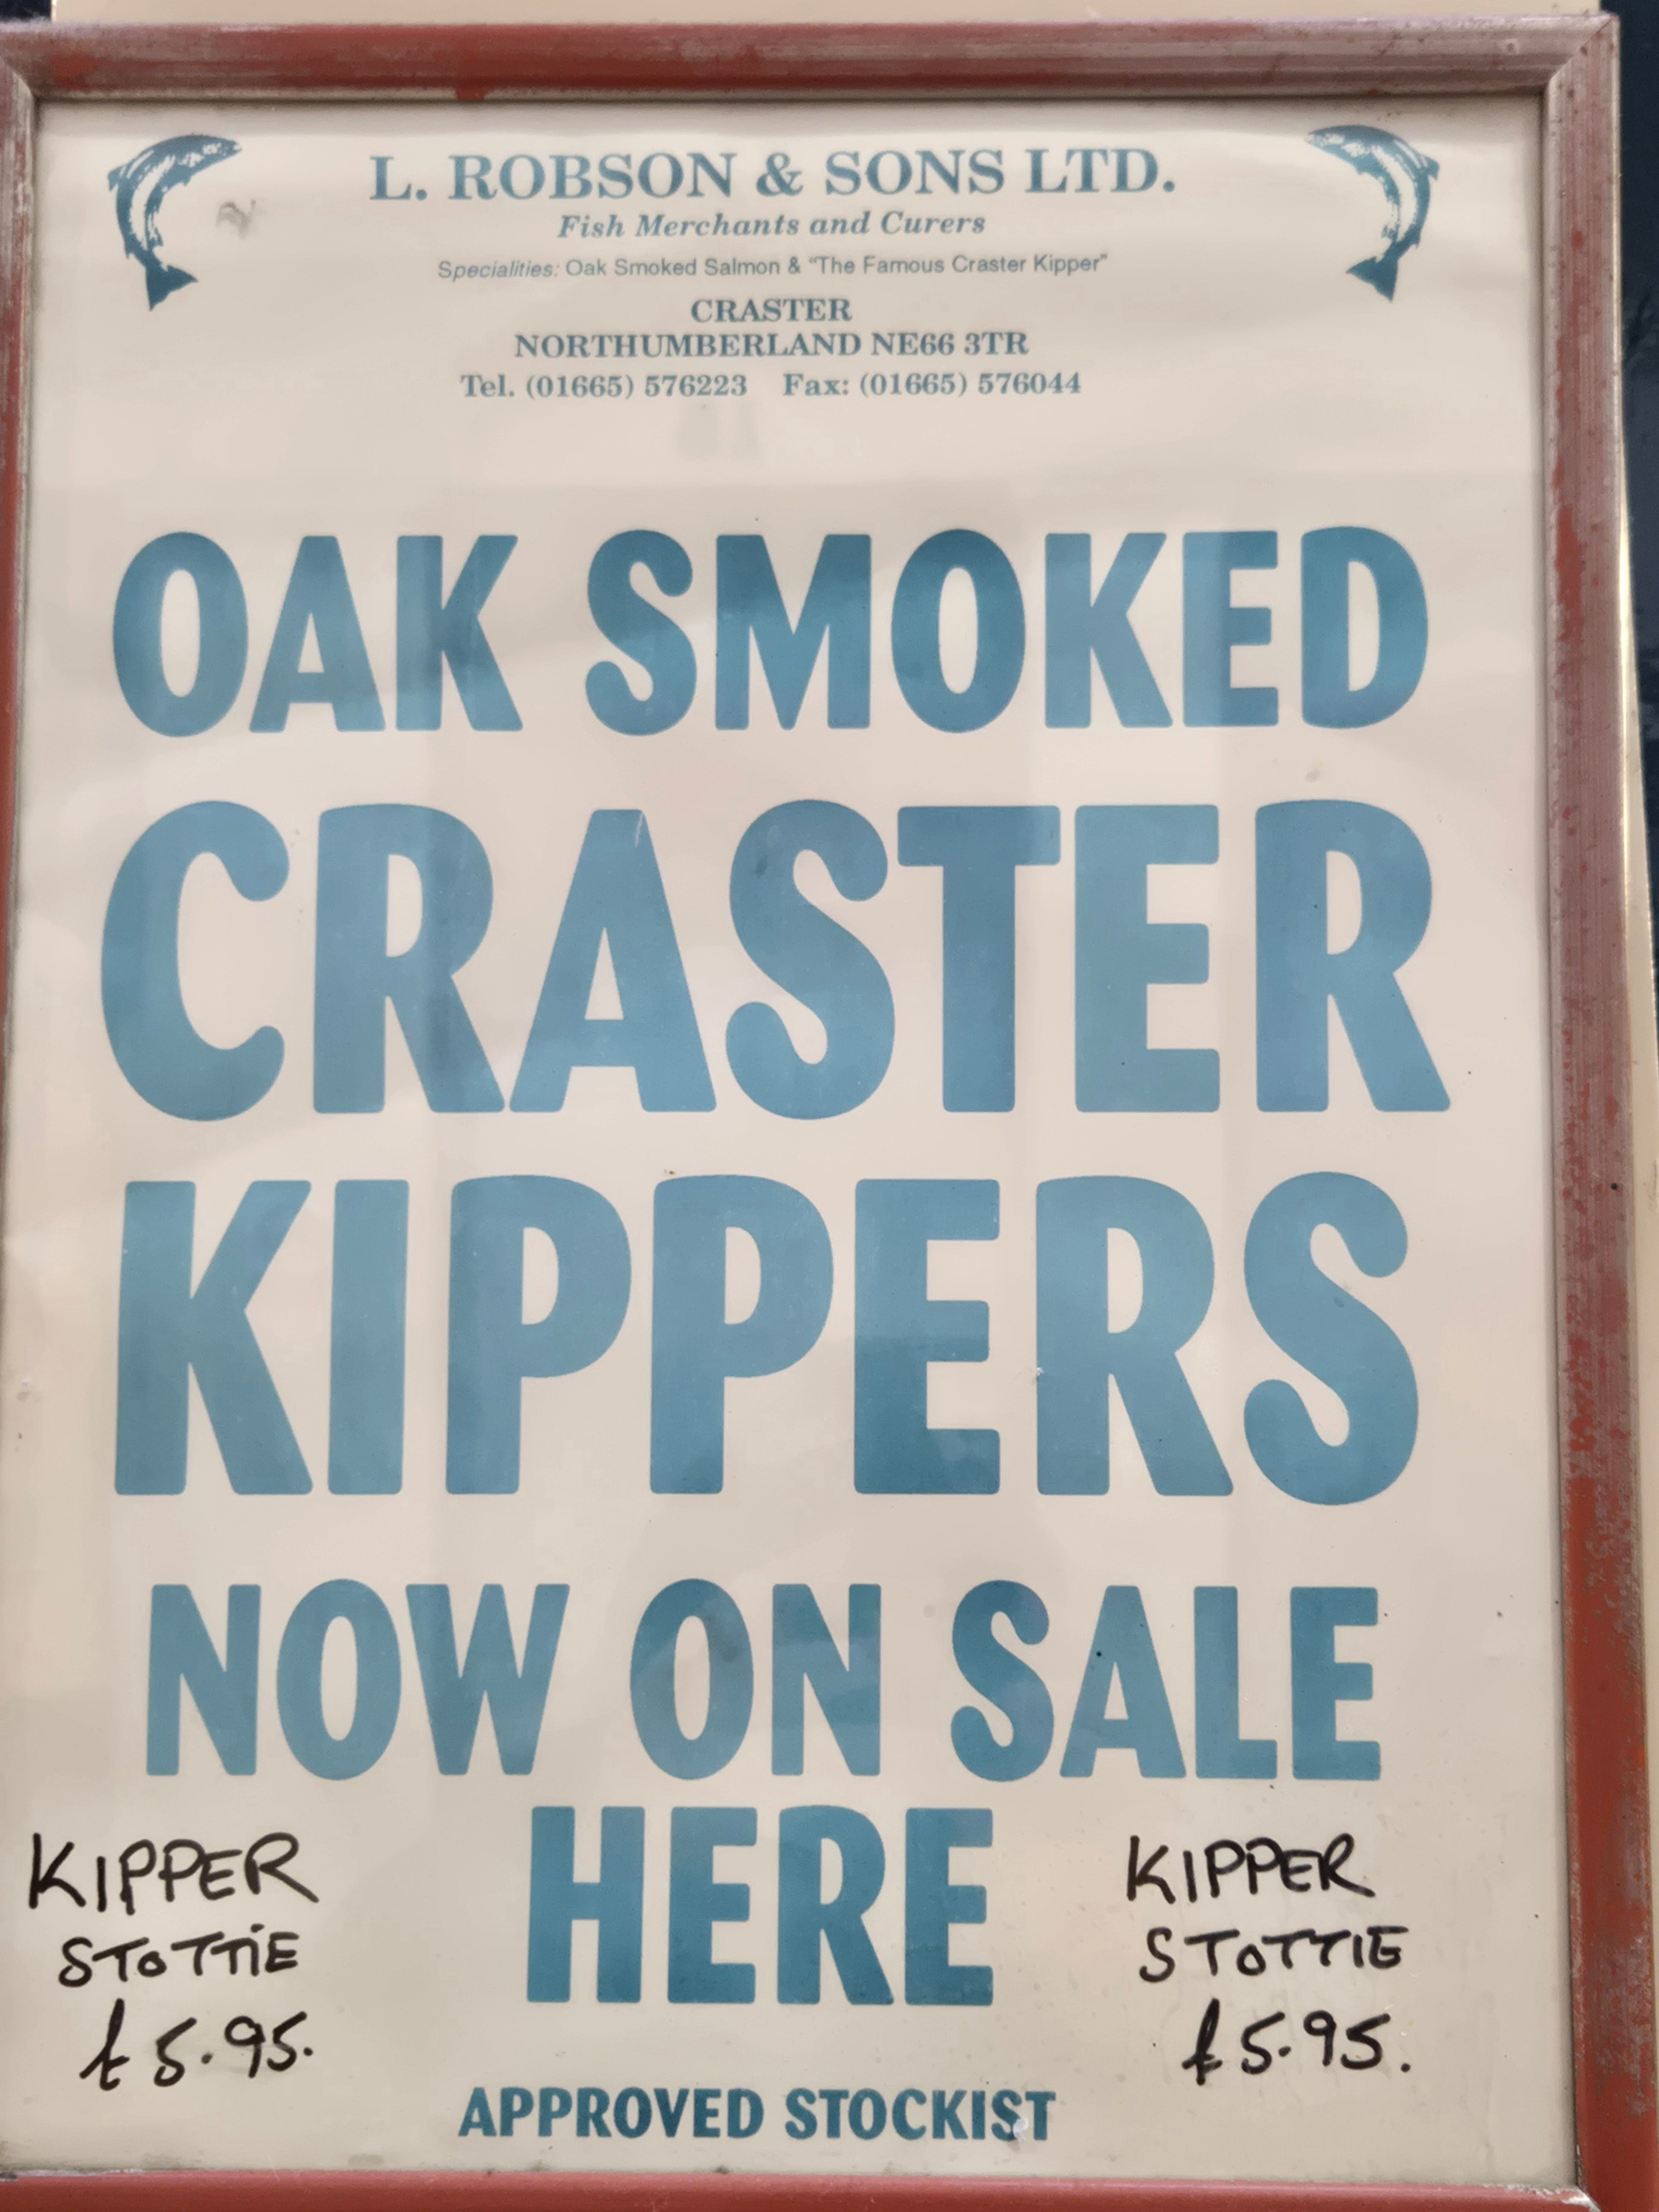 L. ROBSON & SONS LTD.
Fish Merchants and Curers
Specialities: Oak Smoked Salmon & "The Famous Craster Kipper"
CRASTER
NORTHUMBERLAND NE66 3TR
Tel. (01665) 576223 Fax: (01665) 576044
OAK SMOKED
CRASTER
KIPPERS
NOW ON SALE
HERE
KIPPER
STOTTIE
£5.95.
KIPPER
STOTTIE
£5.95.
APPROVED STOCKIST